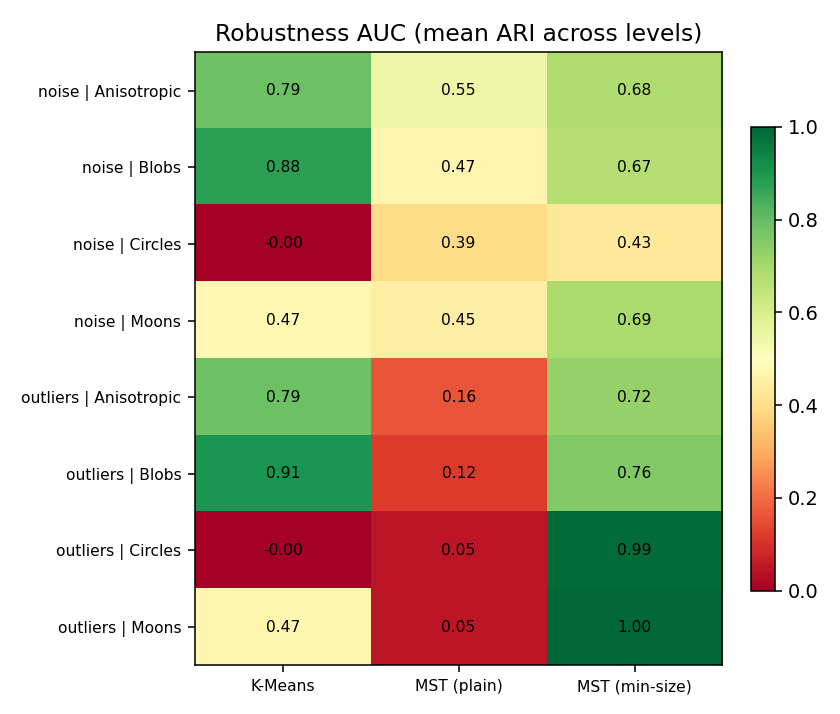 Robustness AUC (mean ARI across levels)
noise | Anisotropic 0.79 0.55 0.68
noise | Blobs 0.88 0.47 0.67
noise | Circles -0.00 0.39 0.43
noise | Moons 0.47 0.45 0.69
outliers | Anisotropic 0.79 0.16 0.72
outliers | Blobs 0.91 0.12 0.76
outliers | Circles -0.00 0.05 0.99
outliers | Moons 0.47 0.05 1.00
K-Means MST (plain) MST (min-size)
1.0
0.8
0.6
0.4
0.2
0.0